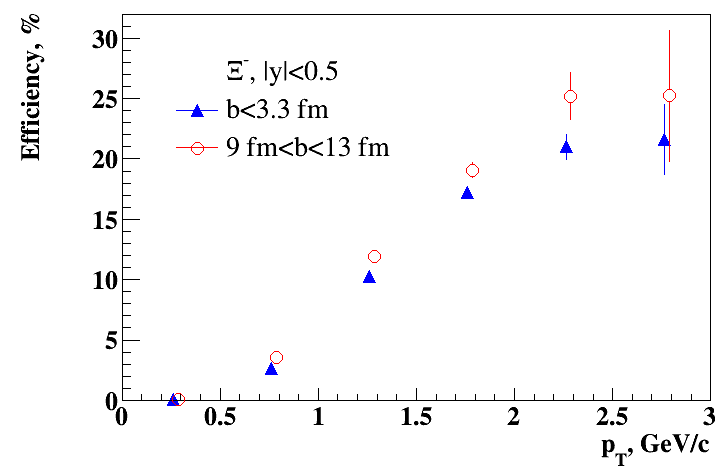 Efficiency, %
30
25
20
15
10
5
0
Ξ⁻, |y|<0.5
b<3.3 fm
9 fm<b<13 fm
0 0.5 1 1.5 2 2.5 3
p_T, GeV/c